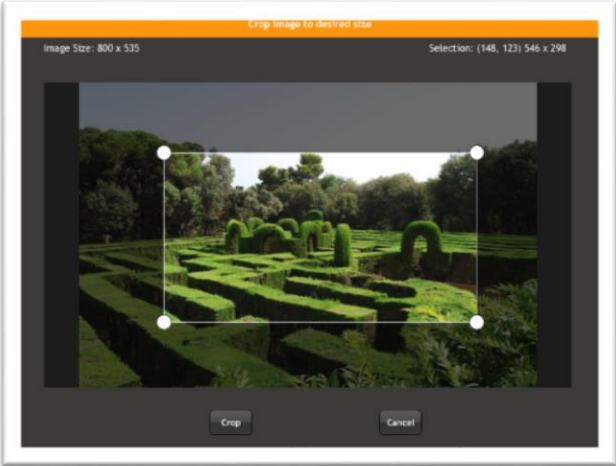 Crop image to desired size
Image Size: 800 x 535
Selection: (148, 123) 546 x 298
Crop
Cancel